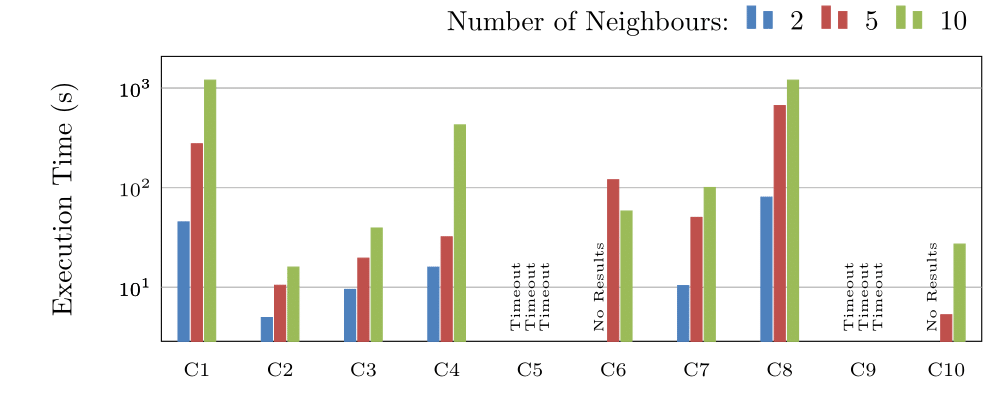 Number of Neighbours: 2 5 10
Execution Time (s)
10³
10²
10¹
Timeout
Timeout
Timeout
No Results
Timeout
Timeout
Timeout
No Results
C1 C2 C3 C4 C5 C6 C7 C8 C9 C10